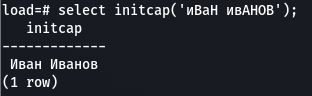 load=# select initcap('иВаН ивАНОВ');
initcap
-------------
Иван Иванов
(1 row)